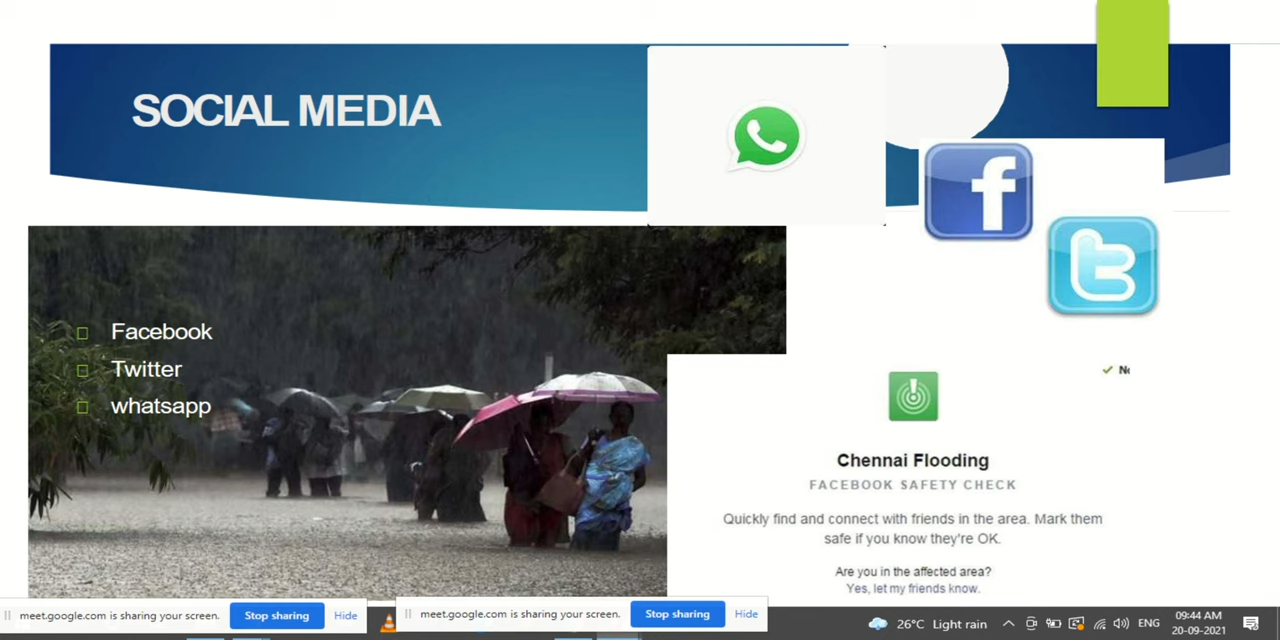 SOCIAL MEDIA
Facebook
Twitter
whatsapp
Chennai Flooding
FACEBOOK SAFETY CHECK
Quickly find and connect with friends in the area. Mark them
safe if you know they're OK.
Are you in the affected area?
Yes, let my friends know.
meet.google.com is sharing your screen.
Stop sharing
Hide
meet.google.com is sharing your screen.
Stop sharing
Hide
26°C Light rain
ENG
09:44 AM
20-09-2021